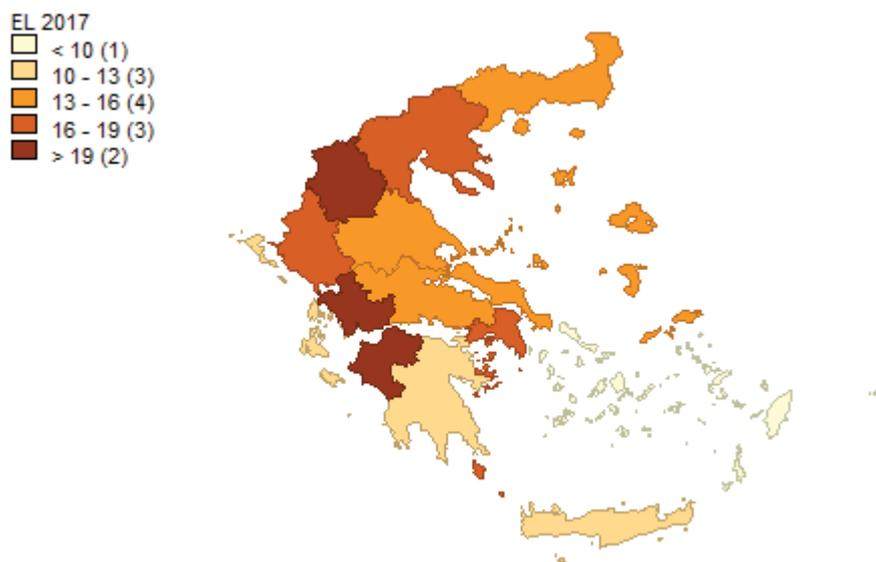 EL 2017
< 10 (1)
10 - 13 (3)
13 - 16 (4)
16 - 19 (3)
> 19 (2)